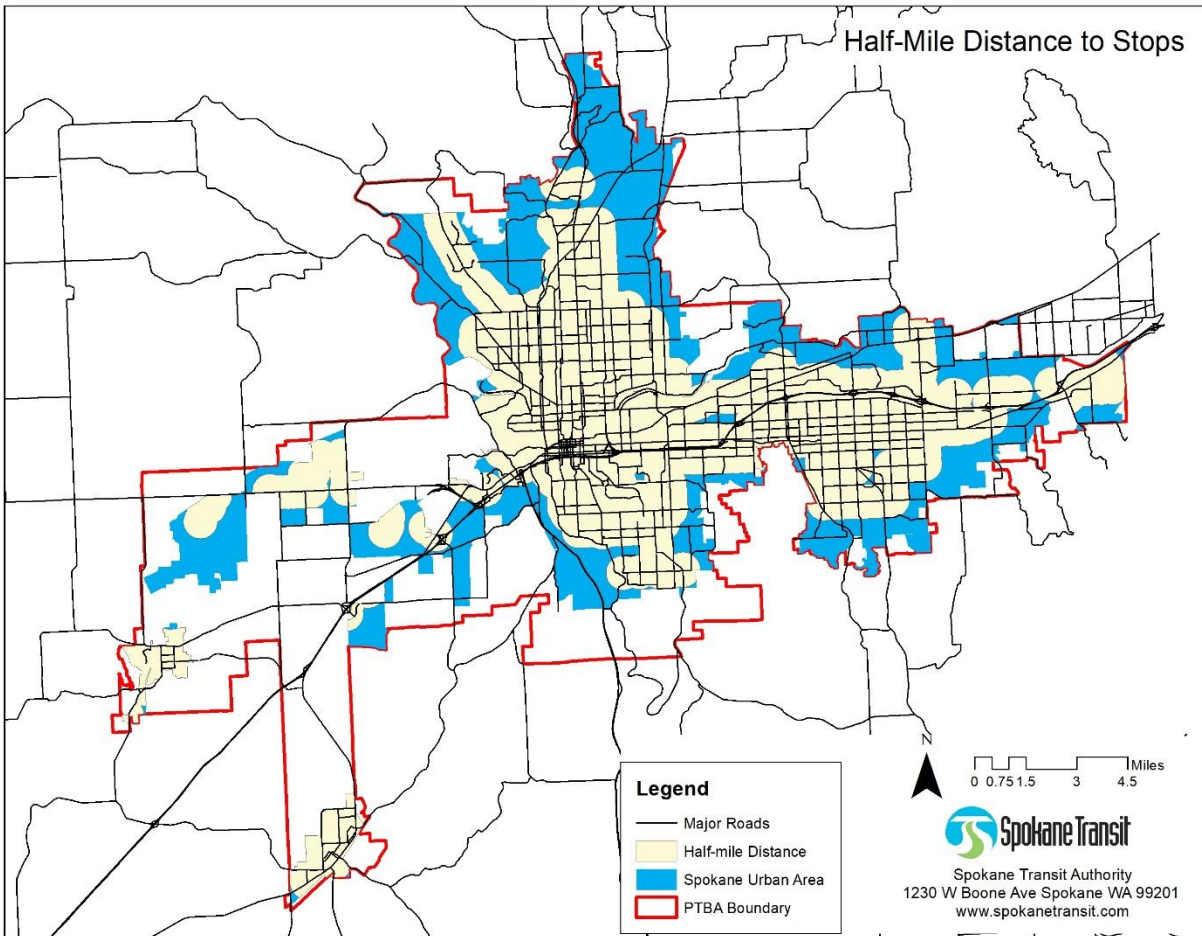 Half-Mile Distance to Stops
N
0 0.75 1.5 3 4.5 Miles
Legend
Major Roads
Half-mile Distance
Spokane Urban Area
PTBA Boundary
Spokane Transit
Spokane Transit Authority
1230 W Boone Ave Spokane WA 99201
www.spokanetransit.com